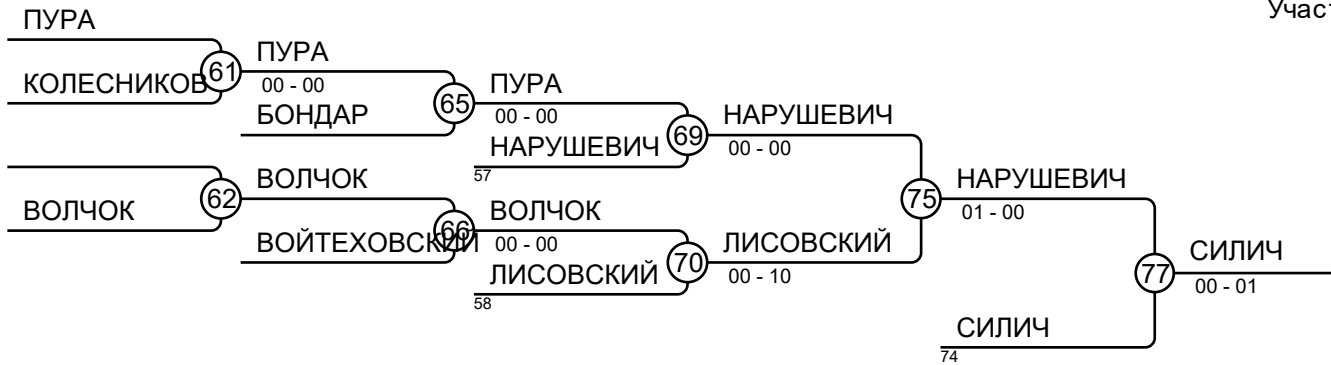 ПУРА
Участ
КОЛЕСНИКОВ
61
ПУРА
00 - 00
БОНДАР
65
ПУРА
00 - 00
НАРУШЕВИЧ
57
69
НАРУШЕВИЧ
00 - 00
ВОЛЧОК
62
ВОЛЧОК
ВОЙТЕХОВСКИЙ
66
ВОЛЧОК
00 - 00
ЛИСОВСКИЙ
58
70
ЛИСОВСКИЙ
00 - 10
75
НАРУШЕВИЧ
01 - 00
СИЛИЧ
74
77
СИЛИЧ
00 - 01